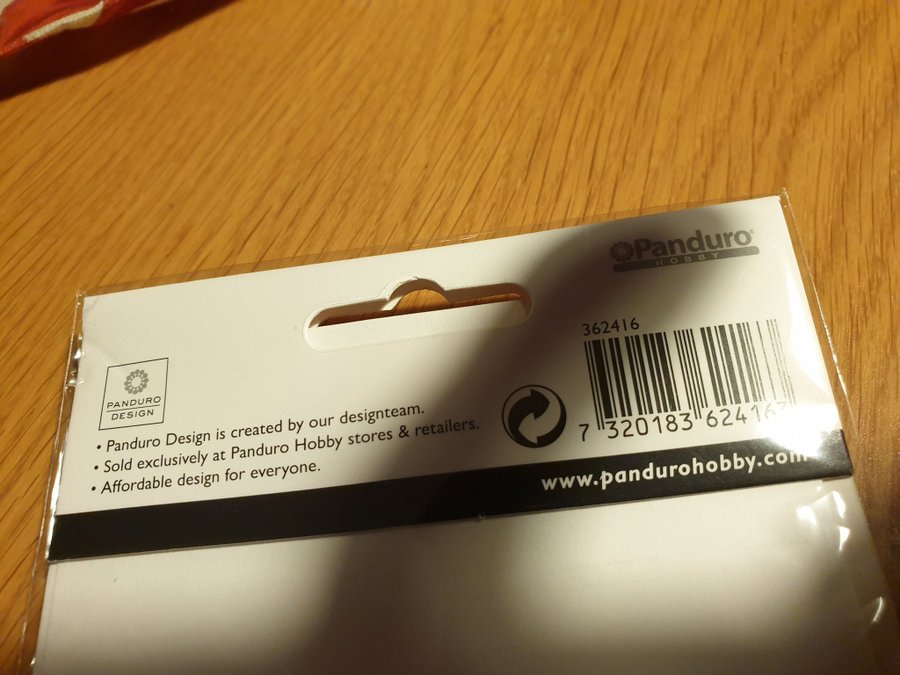 Panduro®
HOBBY
362416
7 320183 624163
PANDURO
DESIGN
• Panduro Design is created by our designteam.
• Sold exclusively at Panduro Hobby stores & retailers.
• Affordable design for everyone.
www.pandurohobby.com